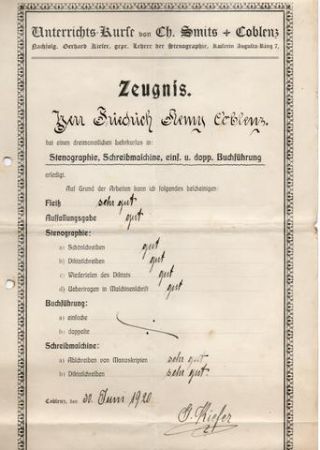 Unterrichts-Kurse von Ch. Smits + Coblenz
Nachfolg. Gerhard Kiefer, gepr. Lehrer der Stenographie, Kaiserin Augusta-Ring 7.
Zeugnis.
Herr Friedrich Remy Coblenz.
hat einen dreimonatlichen Lehrkursus in
Stenographie, Schreibmaschine, einf. u. dopp. Buchführung
erledigt.
Auf Grund der Arbeiten kann ich folgendes bescheinigen:
Fleiß sehr gut
Auffassungsgabe gut
Stenographie:
a) Schönschreiben gut
b) Diktatschreiben gut
c) Wiederlesen des Diktats gut
d) Uebertragen in Maschinenschrift gut
Buchführung:
a) einfache
b) doppelte
Schreibmaschine:
a) Abschreiben von Manuskripten sehr gut
b) Diktatschreiben sehr gut
Coblenz, den 30. Juni 1920
G. Kiefer